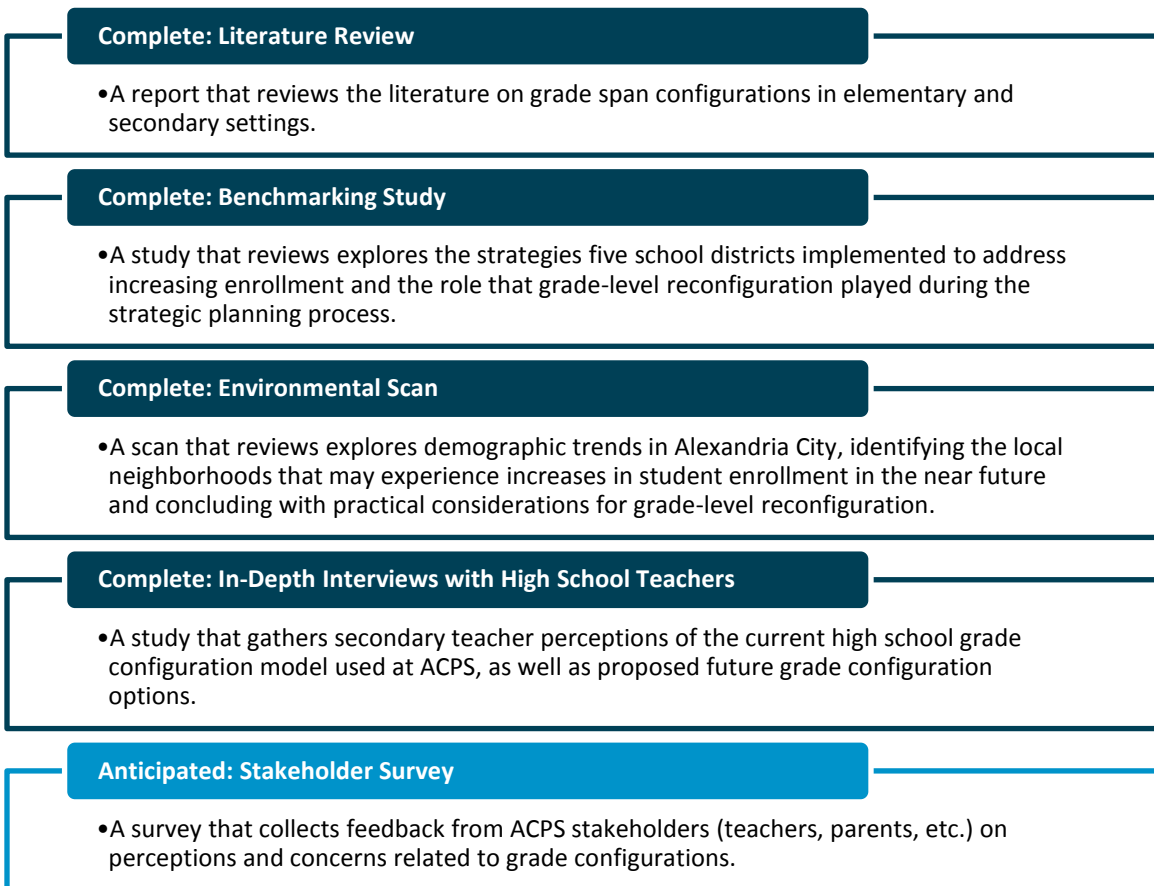 Complete: Literature Review
•A report that reviews the literature on grade span configurations in elementary and
secondary settings.
Complete: Benchmarking Study
•A study that reviews explores the strategies five school districts implemented to address
increasing enrollment and the role that grade-level reconfiguration played during the
strategic planning process.
Complete: Environmental Scan
•A scan that reviews explores demographic trends in Alexandria City, identifying the local
neighborhoods that may experience increases in student enrollment in the near future
and concluding with practical considerations for grade-level reconfiguration.
Complete: In-Depth Interviews with High School Teachers
•A study that gathers secondary teacher perceptions of the current high school grade
configuration model used at ACPS, as well as proposed future grade configuration
options.
Anticipated: Stakeholder Survey
•A survey that collects feedback from ACPS stakeholders (teachers, parents, etc.) on
perceptions and concerns related to grade configurations.